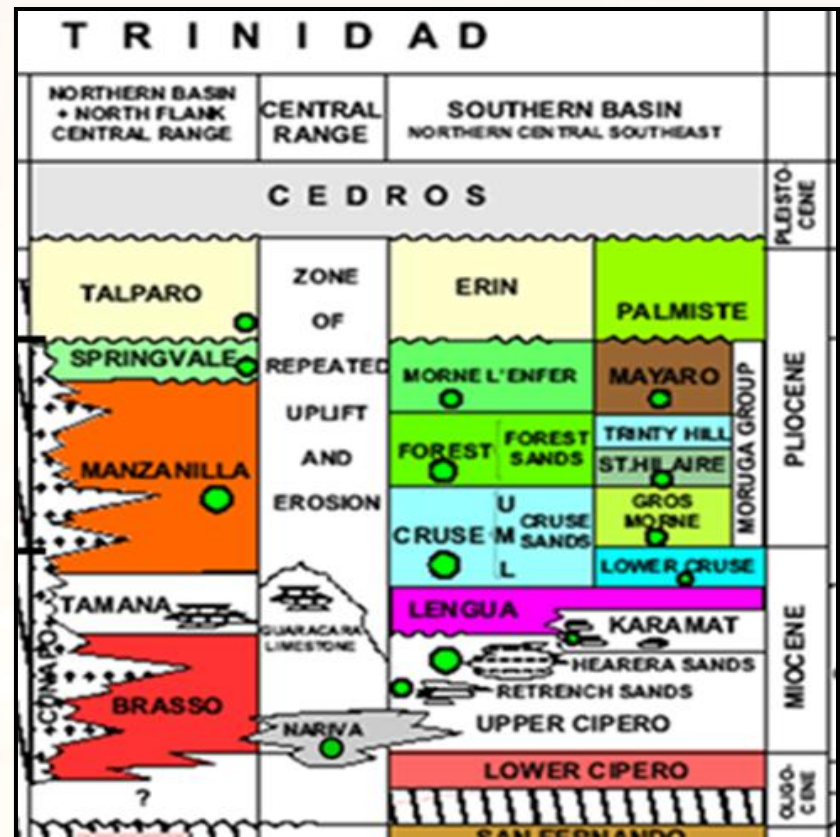 TRINIDAD
NORTHERN BASIN
+ NORTH FLANK
CENTRAL RANGE
CENTRAL
RANGE
SOUTHERN BASIN
NORTHERN CENTRAL SOUTHEAST
CEDROS
PLEISTO-
CENE
TALPARO
SPRINGVALE
MANZANILLA
TAMANA
CUNAPO
BRASSO
?
ZONE
OF
REPEATED
UPLIFT
AND
EROSION
GUARACARA
LIMESTONE
NARIVA
ERIN
PALMISTE
MORNE L'ENFER
MAYARO
FOREST
FOREST
SANDS
TRINTY HILL
ST.HILAIRE
GROS
MORNE
MORUGA GROUP
CRUSE
U
M
L
CRUSE
SANDS
LOWER CRUSE
LENGUA
KARAMAT
HEARERA SANDS
RETRENCH SANDS
UPPER CIPERO
LOWER CIPERO
SAN FERNANDO
PLIOCENE
MIOCENE
OLIGO-
CENE